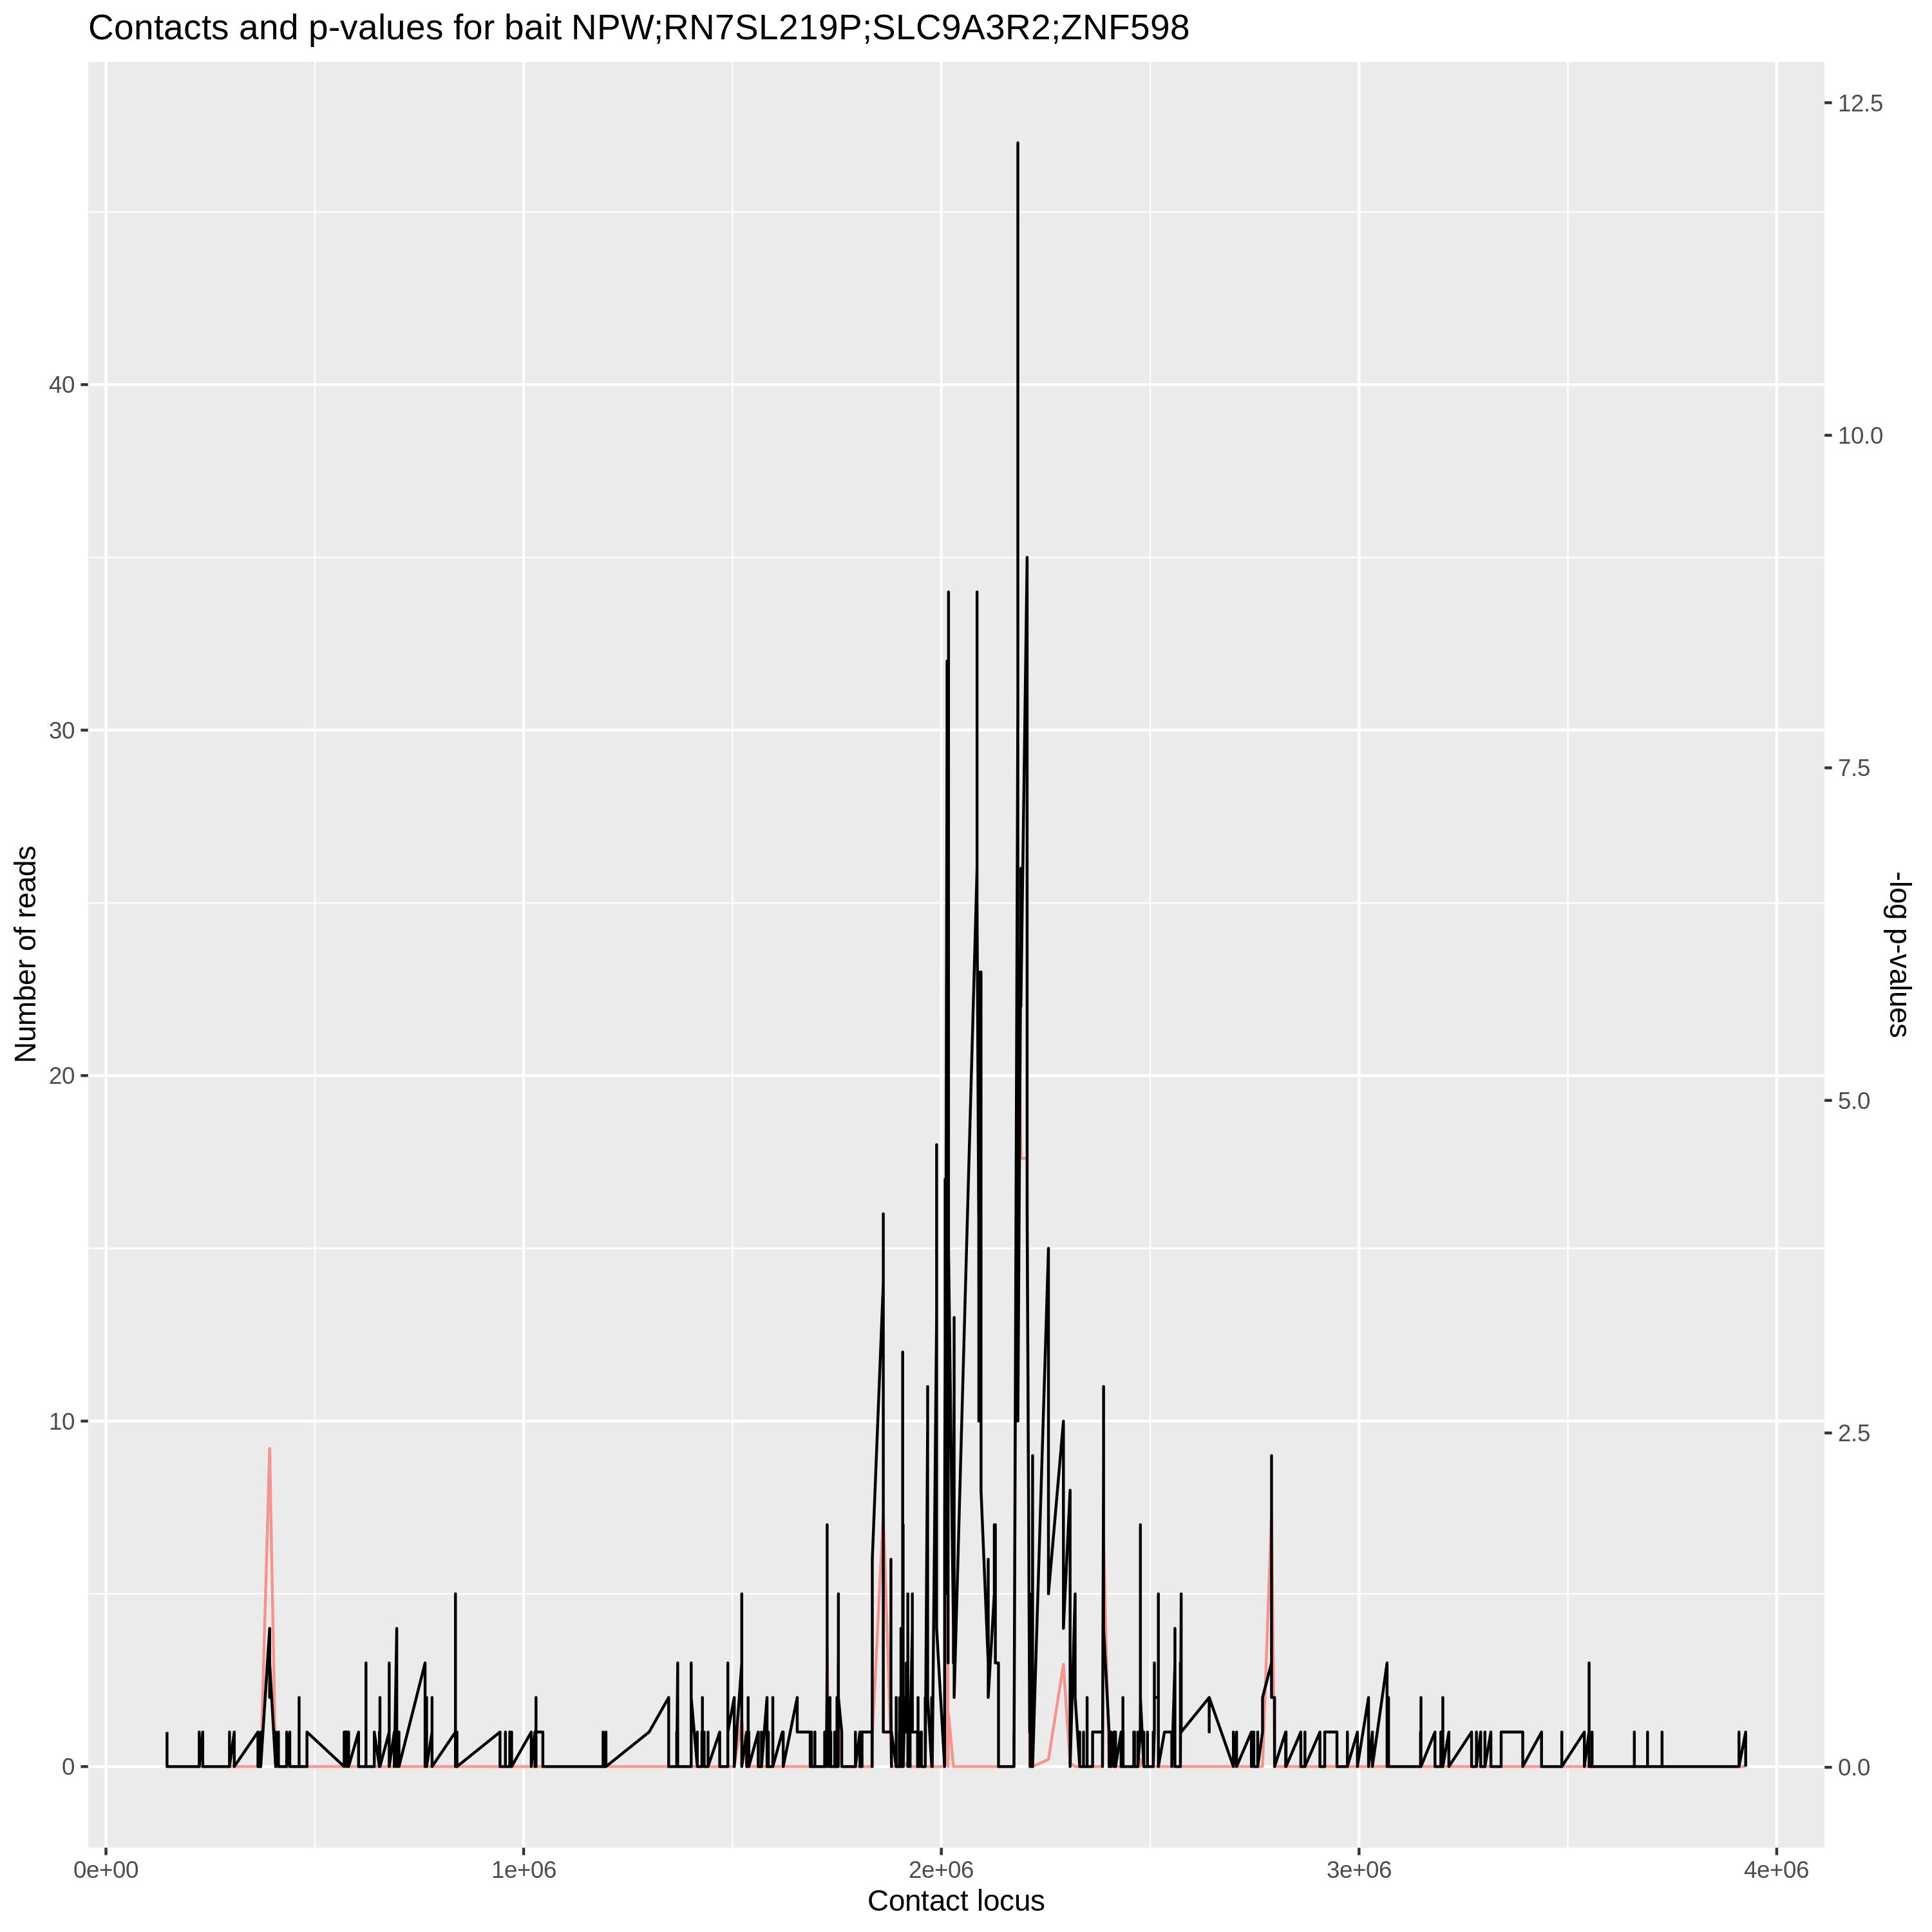 Contacts and p-values for bait NPW;RN7SL219P;SLC9A3R2;ZNF598
12.5
40
10.0
30
7.5
Number of reads
-log p-values
20
5.0
10
2.5
0
0.0
0e+00
1e+06
2e+06
3e+06
4e+06
Contact locus